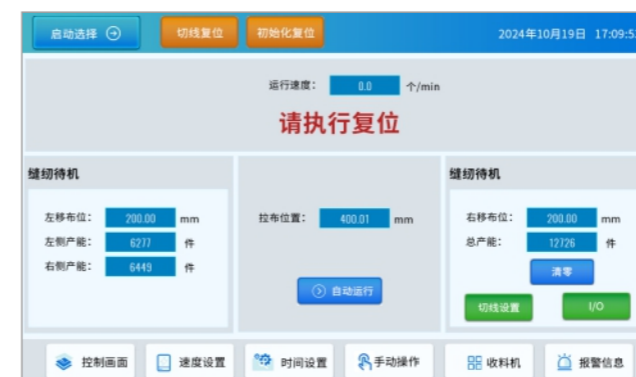 启动选择 切线复位 初始化复位 2024年10月19日 17:09:5
运行速度: 0.0 个/min
请执行复位
缝纫待机 缝纫待机
左移布位: 200.00 mm 拉布位置: 400.01 mm 右移布位: 200.00 mm
左侧产能: 6277 件 总产能: 12726 件
右侧产能: 6449 件 清零
自动运行
切线设置 I/O
控制画面 速度设置 时间设置 手动操作 收料机 报警信息